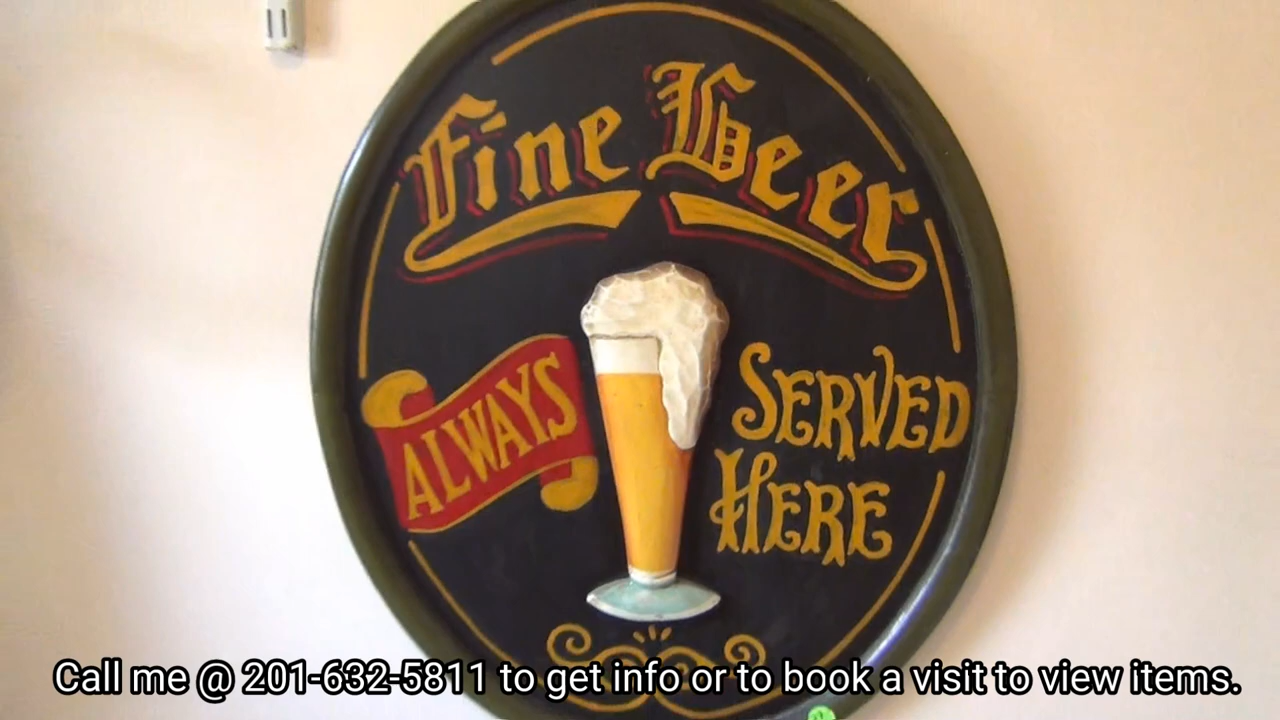 Fine Beer
ALWAYS
SERVED
HERE
Call me @ 201-632-5811 to get info or to book a visit to view items.